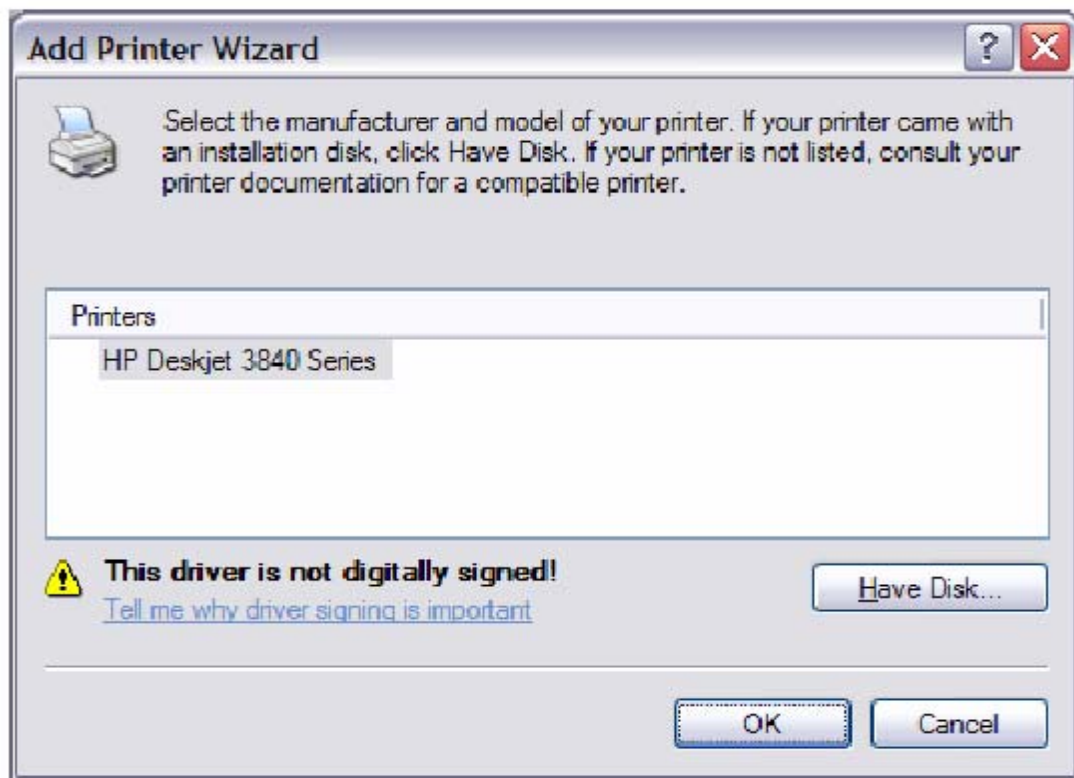 Add Printer Wizard
?
Select the manufacturer and model of your printer. If your printer came with
an installation disk, click Have Disk. If your printer is not listed, consult your
printer documentation for a compatible printer.
Printers
HP Deskjet 3840 Series
This driver is not digitally signed!
Tell me why driver signing is important
Have Disk...
OK
Cancel